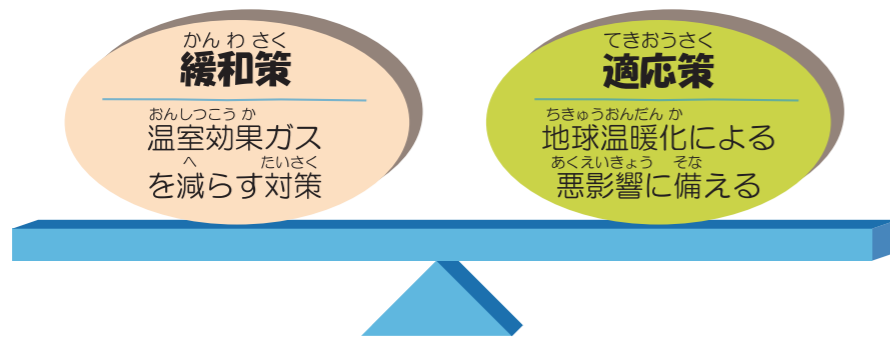 かんわさく
緩和策
おんしつこうか
温室効果ガス
へ たいさく
を減らす対策
てきおうさく
適応策
ちきゅうおんだんか
地球温暖化による
あくえいきょう そな
悪影響に備える